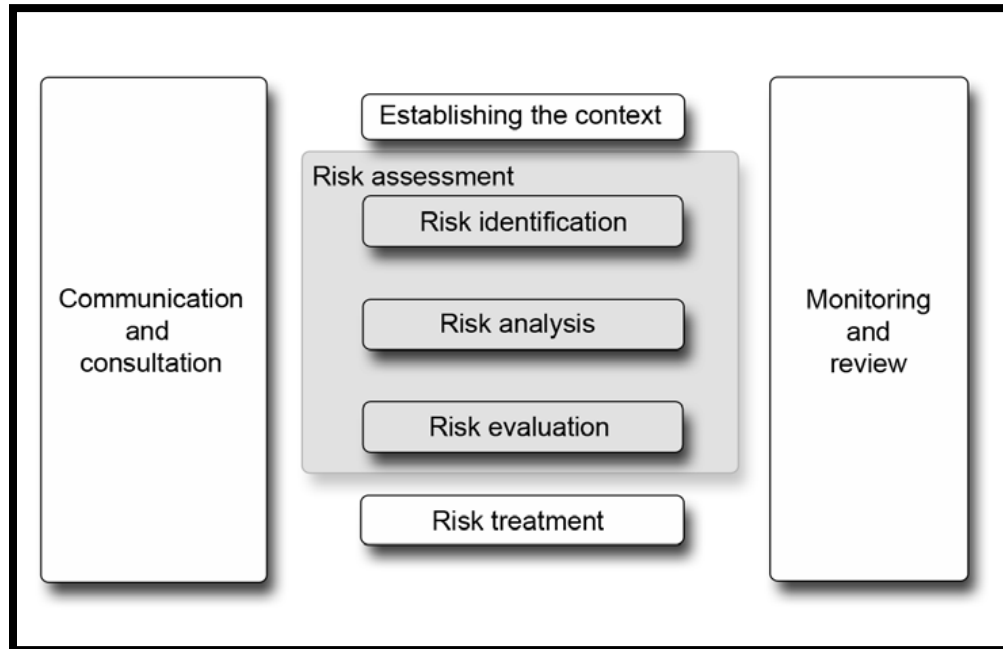 Establishing the context
Risk assessment
Risk identification
Communication
and
consultation
Risk analysis
Monitoring
and
review
Risk evaluation
Risk treatment